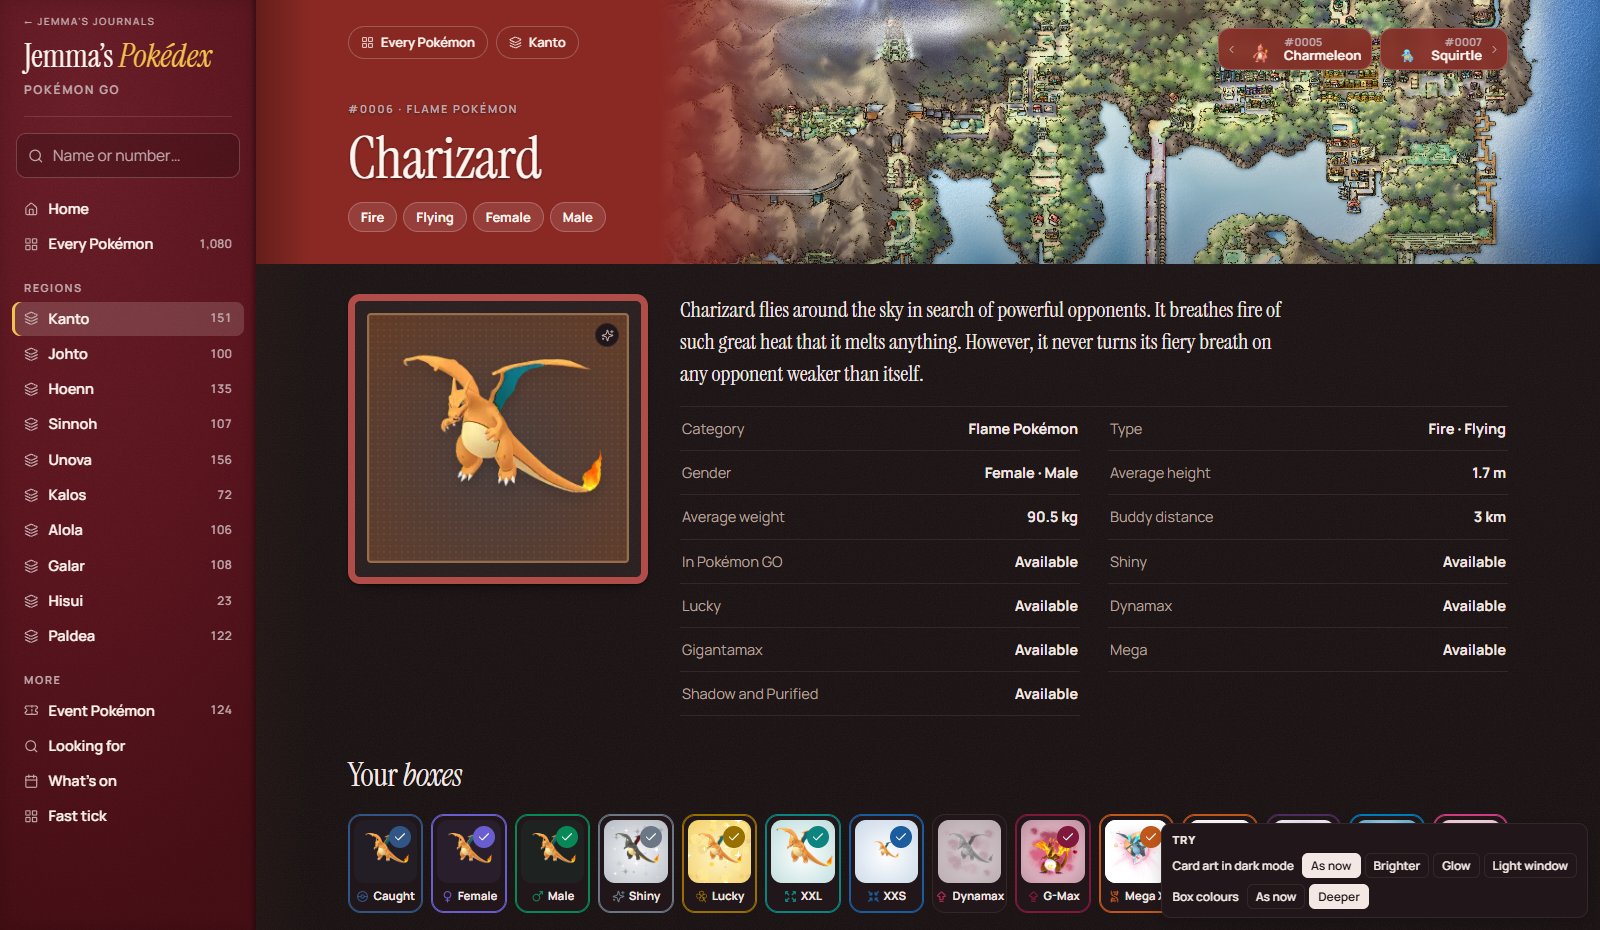 ← JEMMA'S JOURNALS
Jemma's Pokédex
POKÉMON GO
Name or number...
Home
Every Pokémon 1,080
REGIONS
Kanto 151
Johto 100
Hoenn 135
Sinnoh 107
Unova 156
Kalos 72
Alola 106
Galar 108
Hisui 23
Paldea 122
MORE
Event Pokémon 124
Looking for
What's on
Fast tick
Every Pokémon Kanto
#0005
Charmeleon
#0007
Squirtle
#0006 · FLAME POKÉMON
Charizard
Fire Flying Female Male
Charizard flies around the sky in search of powerful opponents. It breathes fire of
such great heat that it melts anything. However, it never turns its fiery breath on
any opponent weaker than itself.
Category Flame Pokémon Type Fire · Flying
Gender Female · Male Average height 1.7 m
Average weight 90.5 kg Buddy distance 3 km
In Pokémon GO Available Shiny Available
Lucky Available Dynamax Available
Gigantamax Available Mega Available
Shadow and Purified Available
Your boxes
Caught Female Male Shiny Lucky XXL XXS Dynamax G-Max Mega
TRY
Card art in dark mode As now Brighter Glow Light window
Box colours As now Deeper